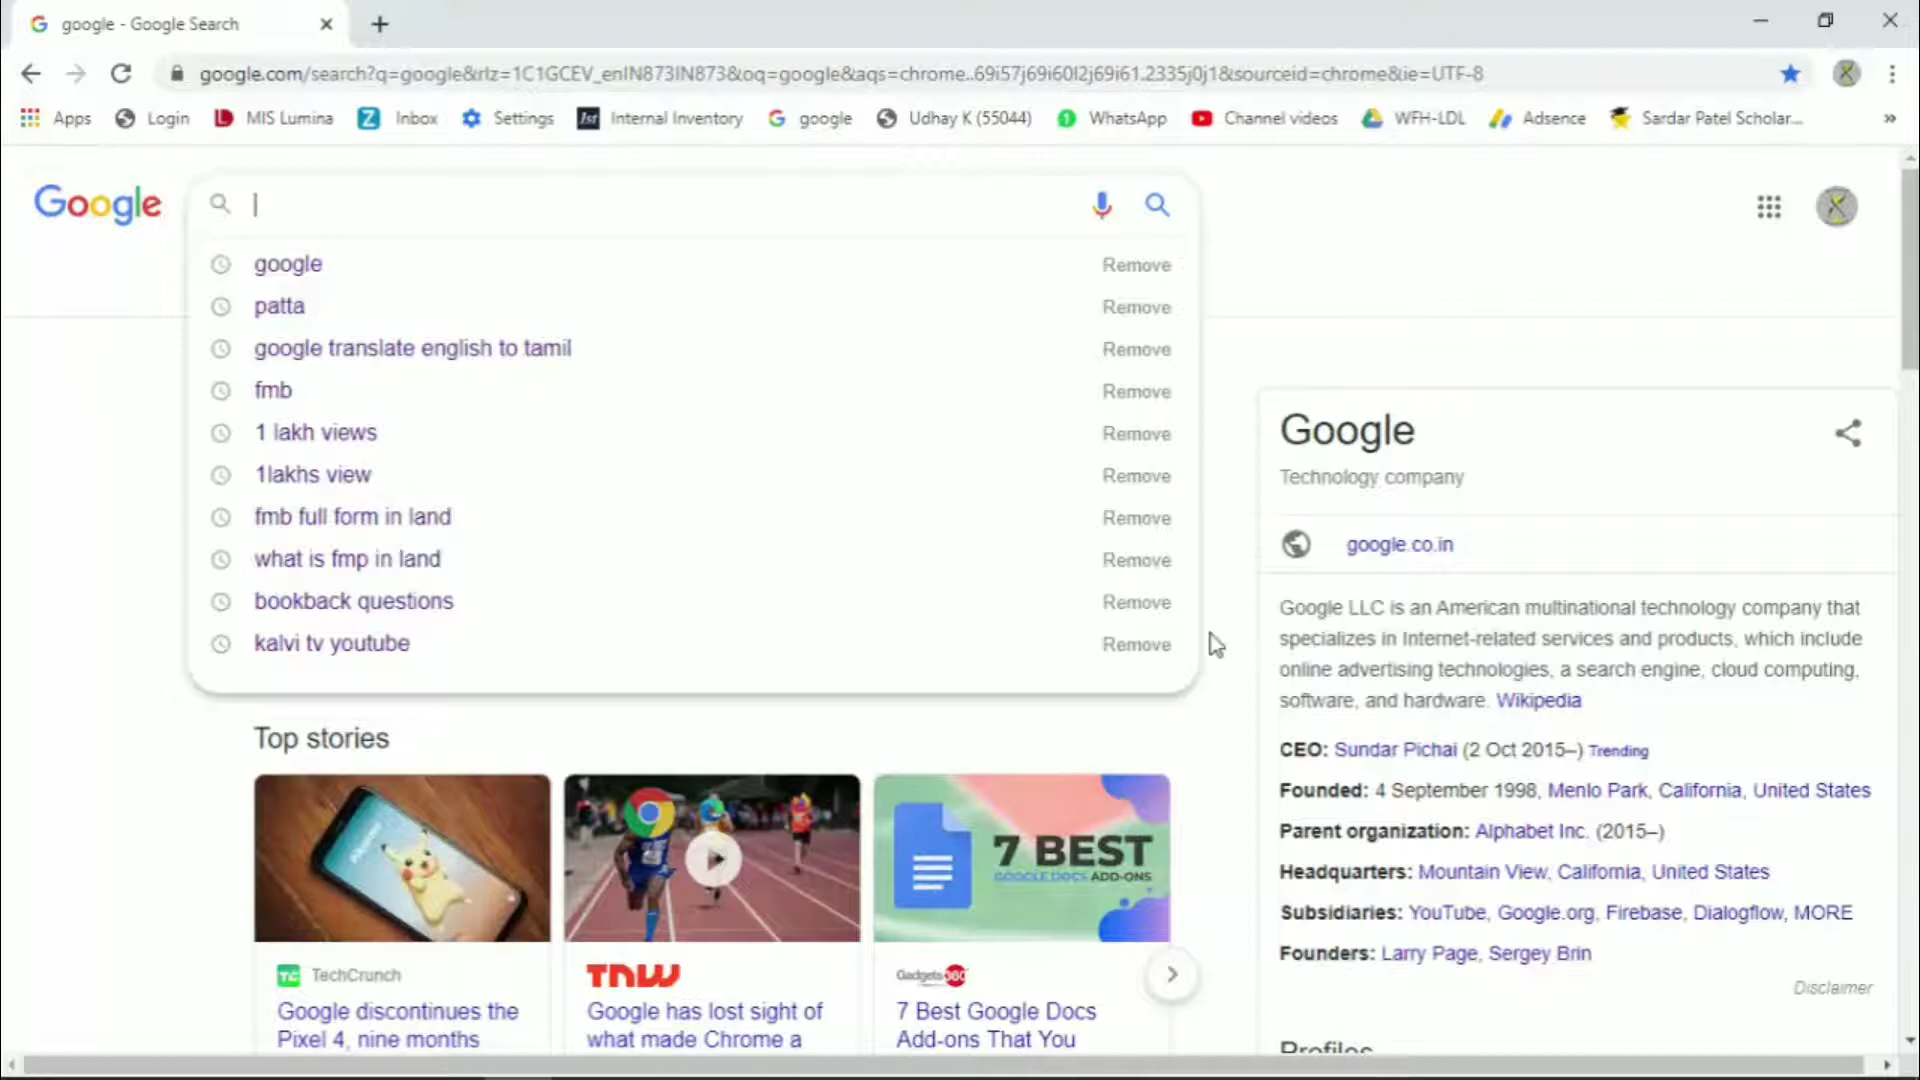 google - Google Search
google.com/search?q=google&rlz=1C1GCEV_enIN873IN873&oq=google&aqs=chrome..69i57j69i60l2j69i61.2335j0j1&sourceid=chrome&ie=UTF-8
Apps Login MIS Lumina Inbox Settings Internal Inventory google Udhay K (55044) WhatsApp Channel videos WFH-LDL Adsence Sardar Patel Scholar...
Google
google Remove
patta Remove
google translate english to tamil Remove
fmb Remove
1 lakh views Remove
1lakhs view Remove
fmb full form in land Remove
what is fmp in land Remove
bookback questions Remove
kalvi tv youtube Remove
Top stories
7 BEST
GOOGLE DOCS ADD-ONS
TechCrunch
Google discontinues the
Pixel 4, nine months
TNW
Google has lost sight of
what made Chrome a
Gadgets 360
7 Best Google Docs
Add-ons That You
Google
Technology company
google.co.in
Google LLC is an American multinational technology company that
specializes in Internet-related services and products, which include
online advertising technologies, a search engine, cloud computing,
software, and hardware. Wikipedia
CEO: Sundar Pichai (2 Oct 2015–) Trending
Founded: 4 September 1998, Menlo Park, California, United States
Parent organization: Alphabet Inc. (2015–)
Headquarters: Mountain View, California, United States
Subsidiaries: YouTube, Google.org, Firebase, Dialogflow, MORE
Founders: Larry Page, Sergey Brin
Disclaimer
Profiles